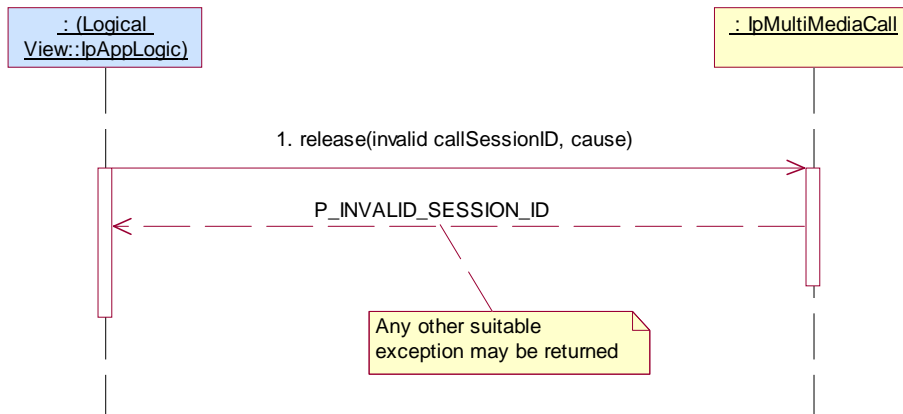 : (Logical
View::IpAppLogic)
: IpMultiMediaCall
1. release(invalid callSessionID, cause)
P_INVALID_SESSION_ID
Any other suitable
exception may be returned